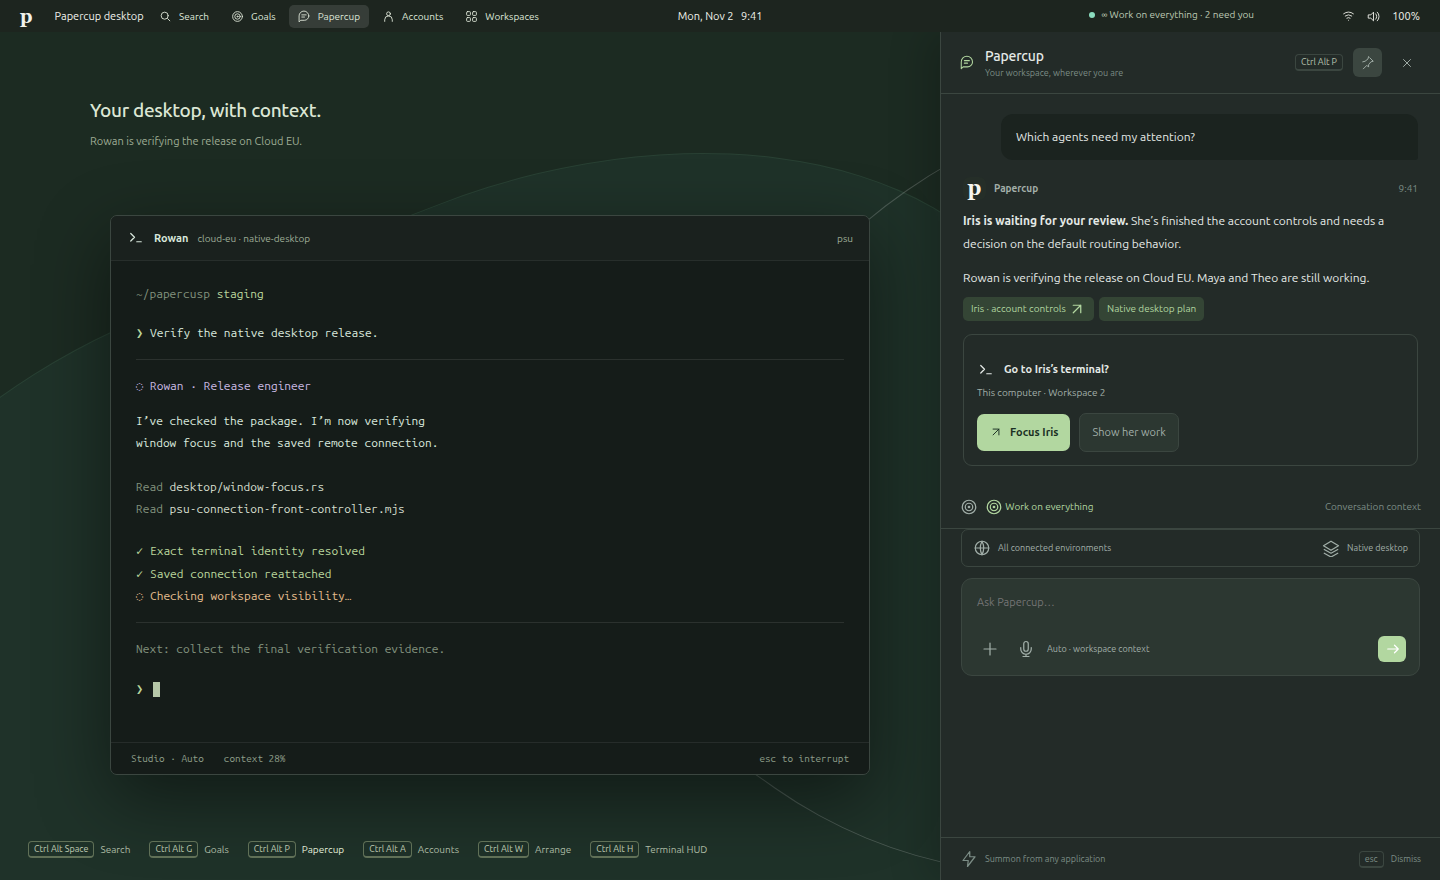 p Papercup desktop Search Goals Papercup Accounts Workspaces Mon, Nov 2 9:41 ∞ Work on everything · 2 need you 100%
Your desktop, with context.
Rowan is verifying the release on Cloud EU.
Rowan cloud-eu · native-desktop psu
~/papercusp staging
❯ Verify the native desktop release.
Rowan · Release engineer
I’ve checked the package. I’m now verifying
window focus and the saved remote connection.
Read desktop/window-focus.rs
Read psu-connection-front-controller.mjs
✓ Exact terminal identity resolved
✓ Saved connection reattached
Checking workspace visibility…
Next: collect the final verification evidence.
❯
Studio · Auto context 28% esc to interrupt
Ctrl Alt Space Search Ctrl Alt G Goals Ctrl Alt P Papercup Ctrl Alt A Accounts Ctrl Alt W Arrange Ctrl Alt H Terminal HUD
Papercup
Your workspace, wherever you are
Ctrl Alt P
Which agents need my attention?
p Papercup 9:41
Iris is waiting for your review. She’s finished the account controls and needs a
decision on the default routing behavior.
Rowan is verifying the release on Cloud EU. Maya and Theo are still working.
Iris · account controls Native desktop plan
Go to Iris’s terminal?
This computer · Workspace 2
Focus Iris Show her work
Work on everything Conversation context
All connected environments Native desktop
Ask Papercup…
Auto · workspace context
Summon from any application esc Dismiss